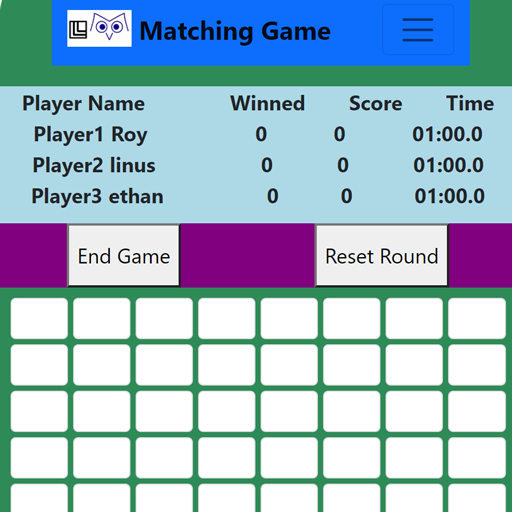 Matching Game
Player Name Winned Score Time
Player1 Roy 0 0 01:00.0
Player2 linus 0 0 01:00.0
Player3 ethan 0 0 01:00.0
End Game Reset Round